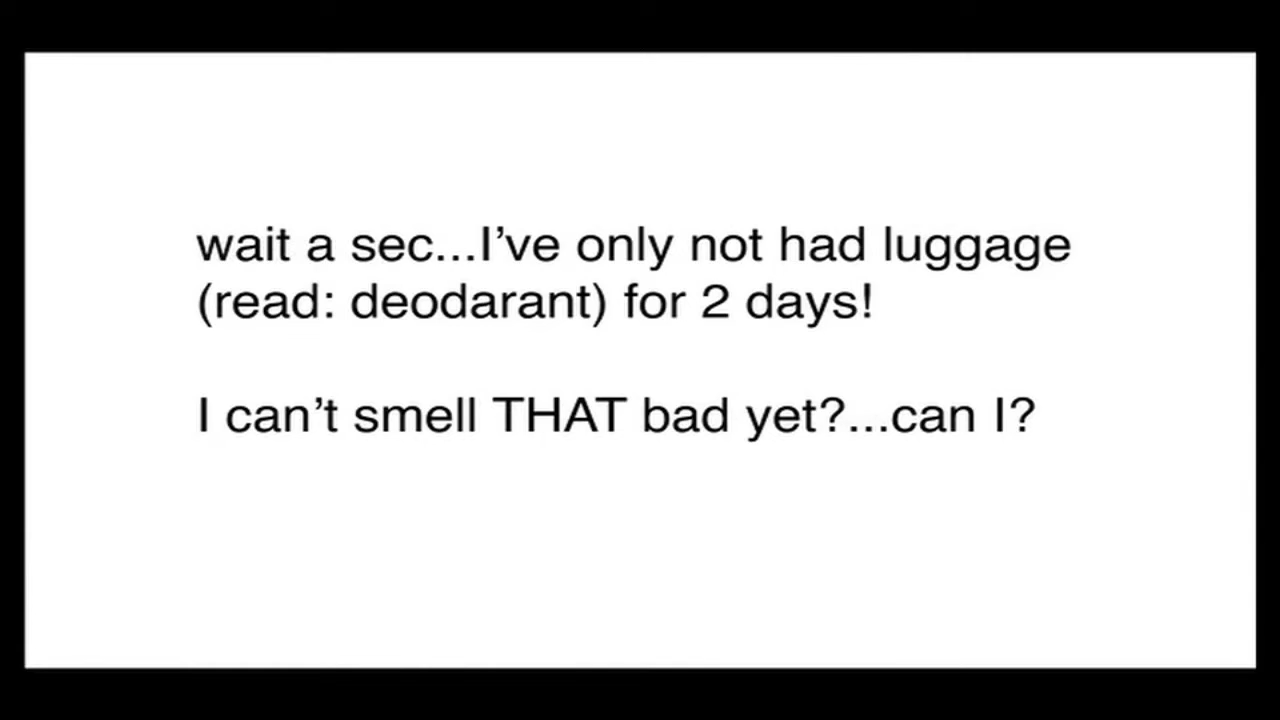 wait a sec...I’ve only not had luggage
(read: deodarant) for 2 days!
I can’t smell THAT bad yet?...can I?